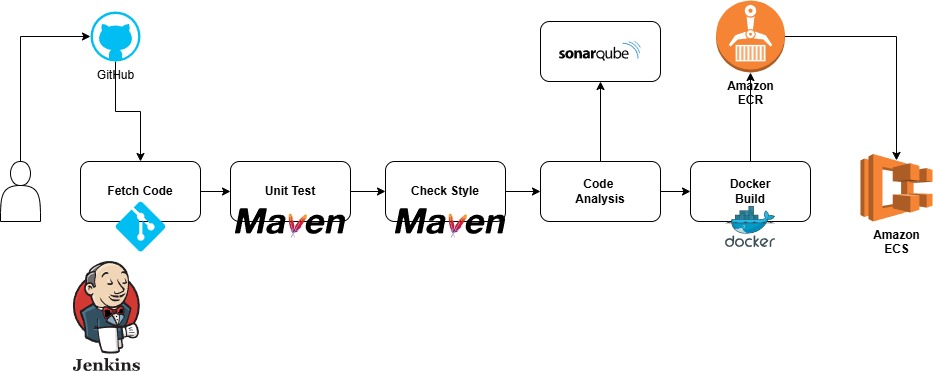 GitHub
sonarqube
Amazon
ECR
Fetch Code
Unit Test
Maven
Check Style
Maven
Code
Analysis
Docker
Build
docker
Amazon
ECS
Jenkins